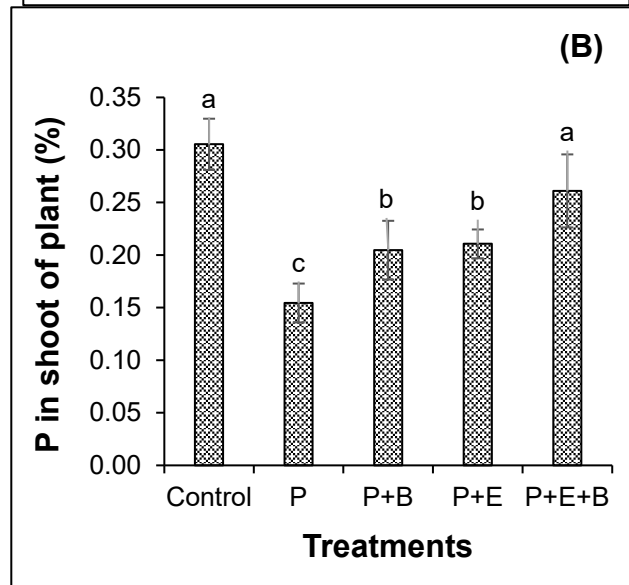 (B)
P in shoot of plant (%)
0.35
0.30
0.25
0.20
0.15
0.10
0.05
0.00
a
c
b
b
a
Control P P+B P+E P+E+B
Treatments